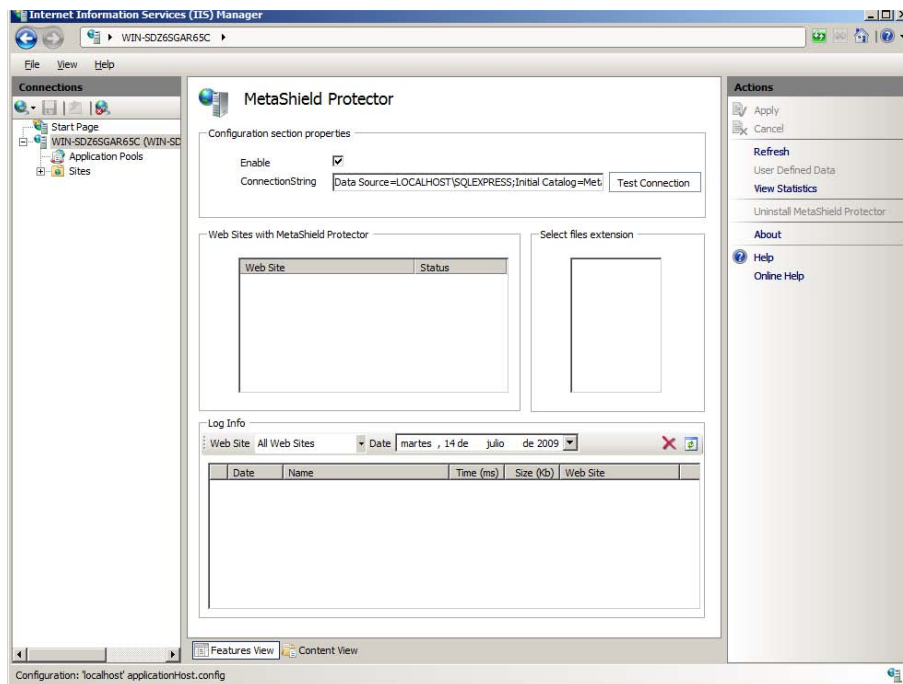 Internet Information Services (IIS) Manager
WIN-SDZ6SGAR65C
File View Help
Connections
Start Page
WIN-SDZ6SGAR65C (WIN-SD
Application Pools
Sites
MetaShield Protector
Configuration section properties
Enable
ConnectionString Data Source=LOCALHOST\SQLEXPRESS;Initial Catalog=Met Test Connection
Web Sites with MetaShield Protector
Web Site Status
Select files extension
Log Info
Web Site All Web Sites Date martes , 14 de julio de 2009
Date Name Time (ms) Size (Kb) Web Site
Features View Content View
Actions
Apply
Cancel
Refresh
User Defined Data
View Statistics
Uninstall MetaShield Protector
About
Help
Online Help
Configuration: 'localhost' applicationHost.config